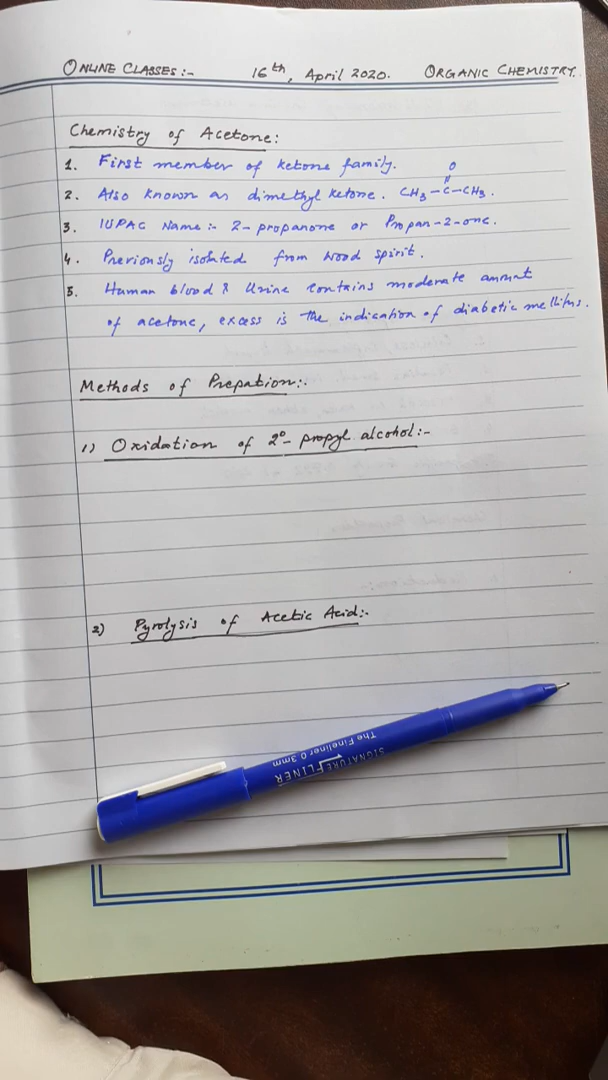 ONLINE CLASSES:- 16th, April 2020. ORGANIC CHEMISTRY.
Chemistry of Acetone:
1. First member of ketone family.
O
2. Also known as dimethyl ketone. CH3-C-CH3.
3. IUPAC Name:- 2-propanone or Propan-2-one.
4. Previously isolated from wood spirit.
5. Human blood & Urine contains moderate amount
of acetone, excess is the indication of diabetic mellitus.
Methods of Prepation:-
1) Oxidation of 2°- propyl alcohol:-
2) Pyrolysis of Acetic Acid:-
SIGNATURE FLINER
The Fineliner 0.3mm